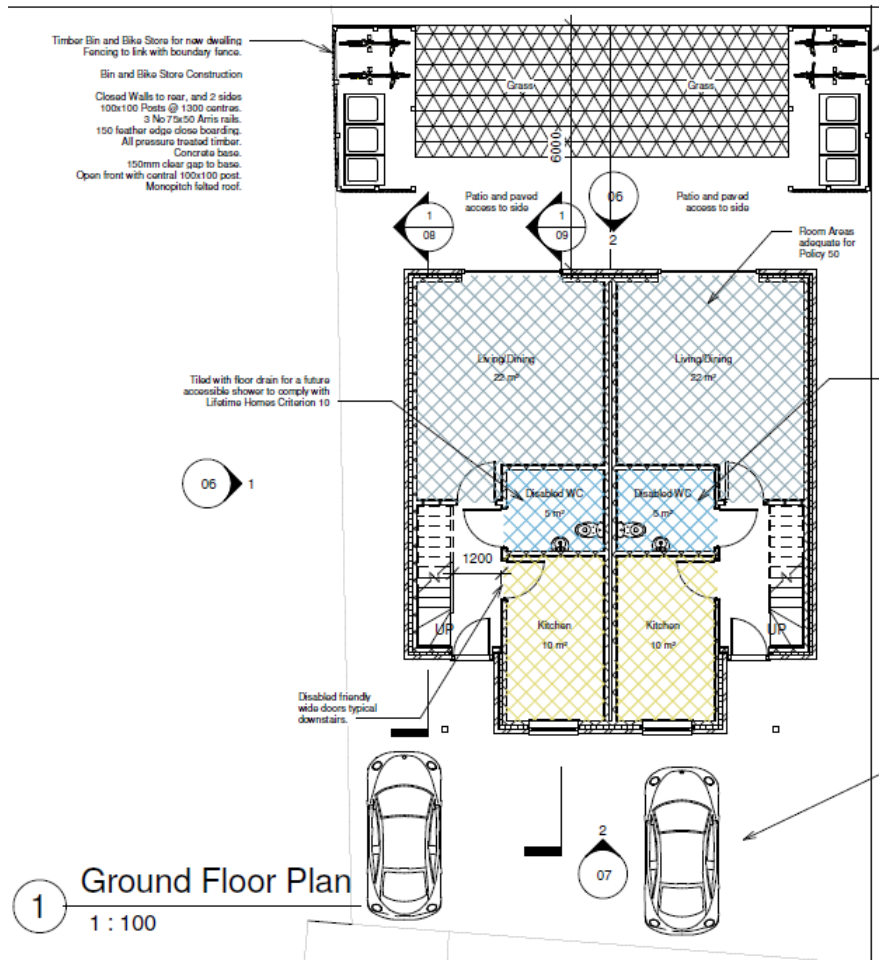 Timber Bin and Bike Store for new dwelling
Fencing to link with boundary fence.
Bin and Bike Store Construction
Closed Walls to rear, and 2 sides
100x100 Posts @ 1300 centres.
3 No 75x50 Arris rails.
150 feather edge close boarding.
All pressure treated timber.
Concrete base.
150mm clear gap to base.
Open front with central 100x100 post.
Monopitch felted roof.
Grass
Grass
6000
Patio and paved
access to side
Patio and paved
access to side
1
08
1
09
06
2
Room Areas
adequate for
Policy 50
Living/Dining
22 m²
Living/Dining
22 m²
Tiled with floor drain for a future
accessible shower to comply with
Lifetime Homes Criterion 10
06
1
Disabled WC
5 m²
Disabled WC
5 m²
1200
Kitchen
10 m²
Kitchen
10 m²
UP
UP
Disabled friendly
wide doors typical
downstairs.
2
07
1
Ground Floor Plan
1 : 100